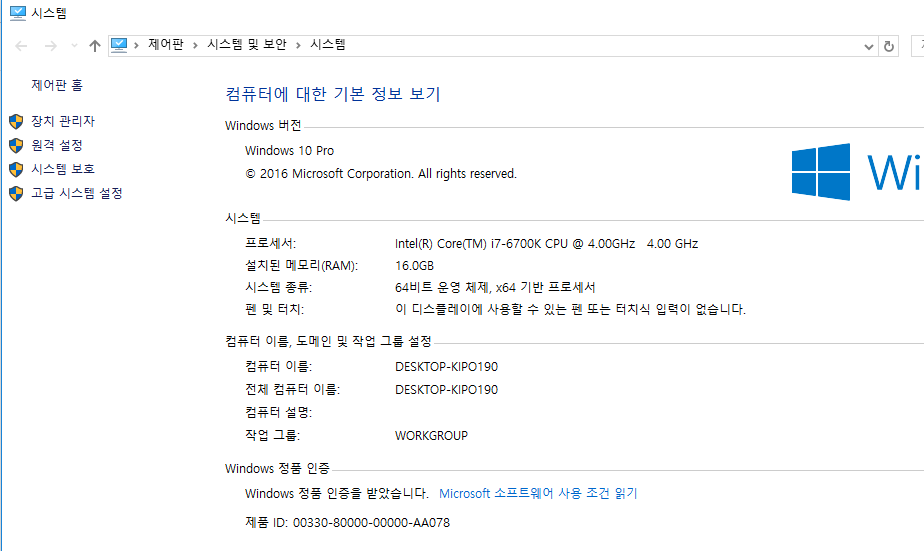 시스템
제어판 > 시스템 및 보안 > 시스템
제어판 홈
장치 관리자
원격 설정
시스템 보호
고급 시스템 설정
컴퓨터에 대한 기본 정보 보기
Windows 버전
Windows 10 Pro
© 2016 Microsoft Corporation. All rights reserved.
Wi
시스템
프로세서: Intel(R) Core(TM) i7-6700K CPU @ 4.00GHz 4.00 GHz
설치된 메모리(RAM): 16.0GB
시스템 종류: 64비트 운영 체제, x64 기반 프로세서
펜 및 터치: 이 디스플레이에 사용할 수 있는 펜 또는 터치식 입력이 없습니다.
컴퓨터 이름, 도메인 및 작업 그룹 설정
컴퓨터 이름: DESKTOP-KIPO190
전체 컴퓨터 이름: DESKTOP-KIPO190
컴퓨터 설명:
작업 그룹: WORKGROUP
Windows 정품 인증
Windows 정품 인증을 받았습니다. Microsoft 소프트웨어 사용 조건 읽기
제품 ID: 00330-80000-00000-AA078